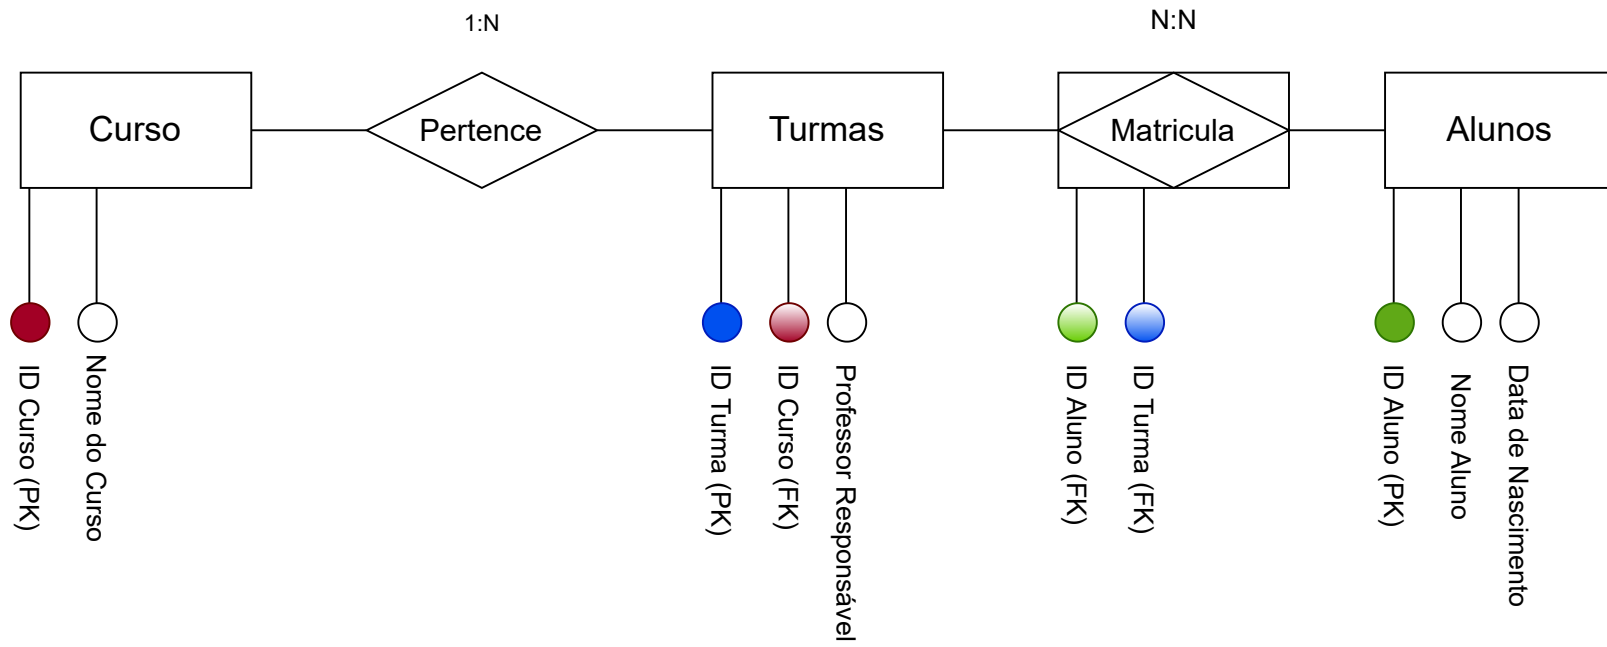 1:N
N:N
Curso
Pertence
Turmas
Matricula
Alunos
ID Curso (PK)
Nome do Curso
ID Turma (PK)
ID Curso (FK)
Professor Responsável
ID Aluno (FK)
ID Turma (FK)
ID Aluno (PK)
Nome Aluno
Data de Nascimento